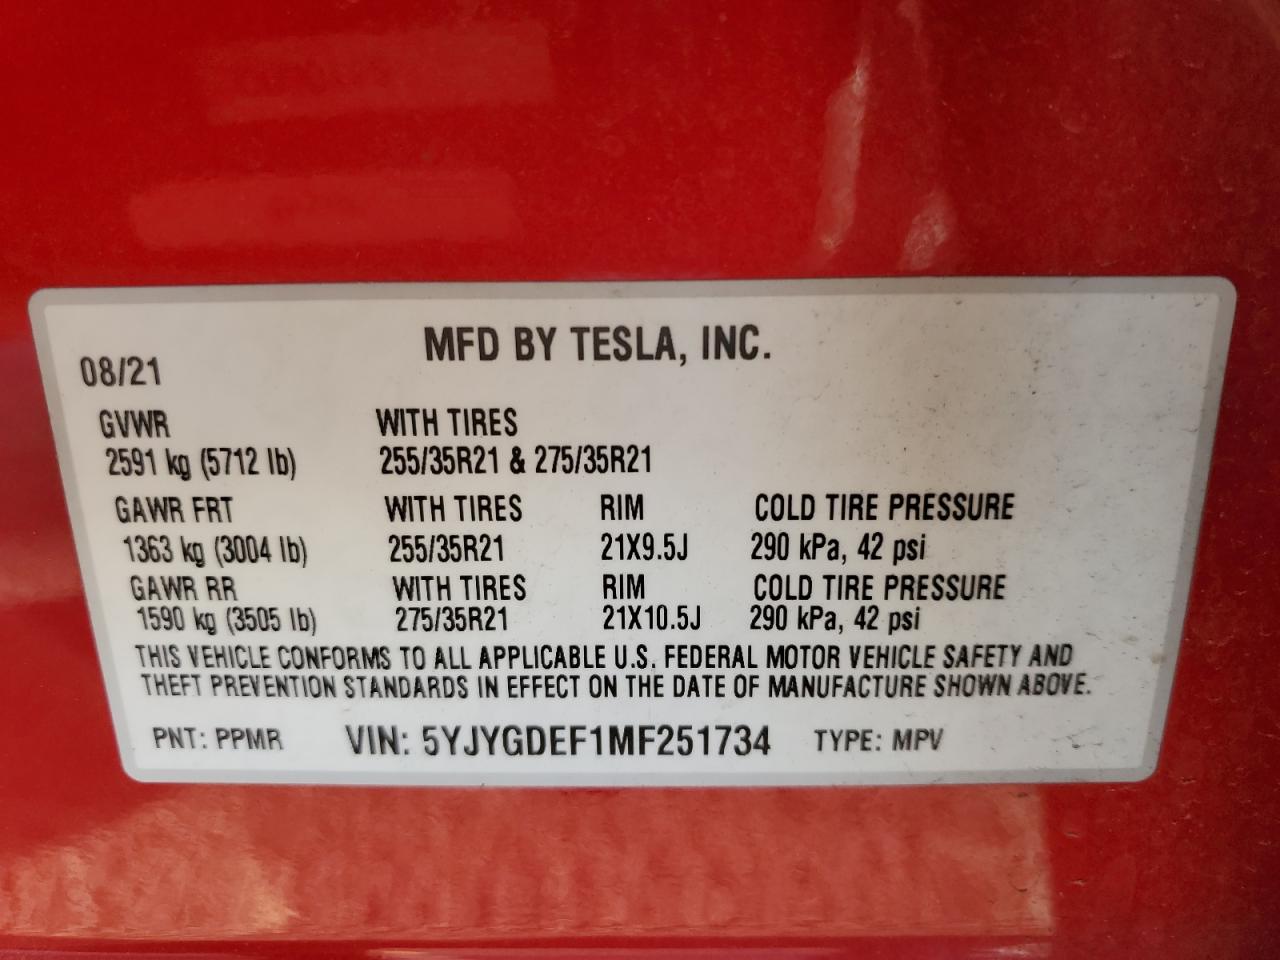 MFD BY TESLA, INC.
08/21
GVWR WITH TIRES
2591 kg (5712 lb) 255/35R21 & 275/35R21
GAWR FRT WITH TIRES RIM COLD TIRE PRESSURE
1363 kg (3004 lb) 255/35R21 21X9.5J 290 kPa, 42 psi
GAWR RR WITH TIRES RIM COLD TIRE PRESSURE
1590 kg (3505 lb) 275/35R21 21X10.5J 290 kPa, 42 psi
THIS VEHICLE CONFORMS TO ALL APPLICABLE U.S. FEDERAL MOTOR VEHICLE SAFETY AND
THEFT PREVENTION STANDARDS IN EFFECT ON THE DATE OF MANUFACTURE SHOWN ABOVE.
PNT: PPMR VIN: 5YJYGDEF1MF251734 TYPE: MPV